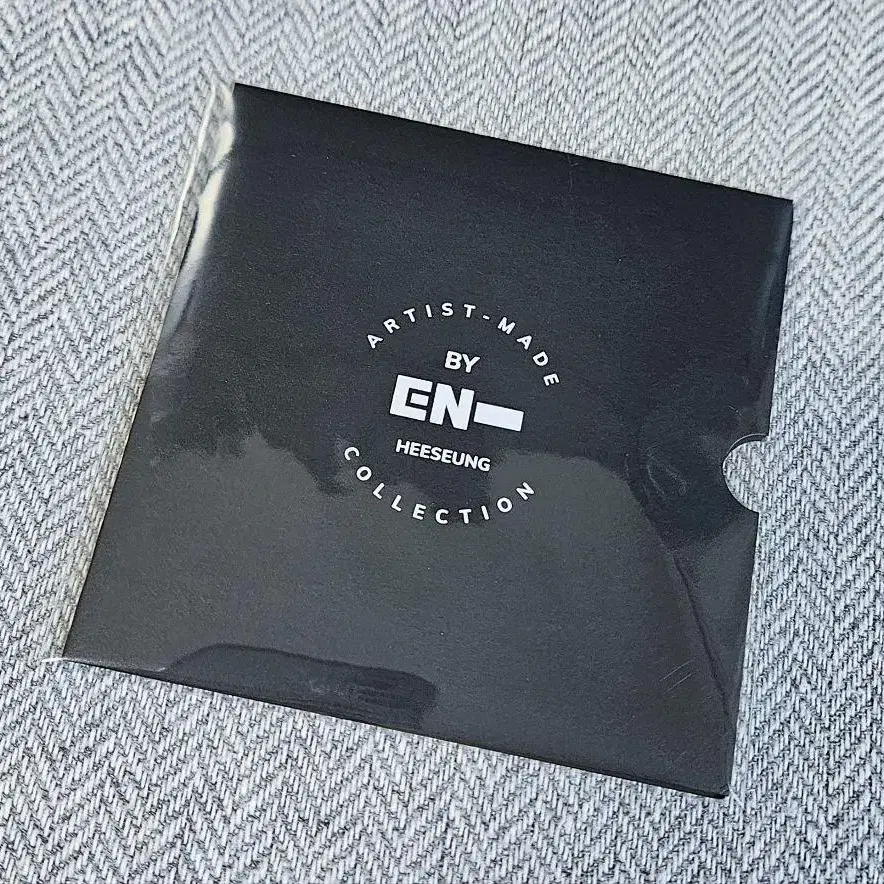 ARTIST-MADE
BY
EN-
HEESEUNG
COLLECTION